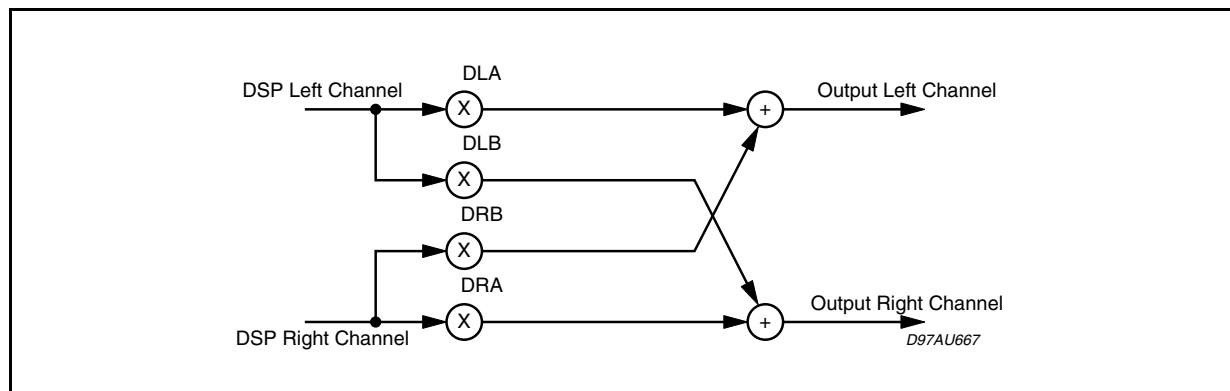 DLA
DSP Left Channel
Output Left Channel
X
+
DLB
X
DRB
X
DRA
Output Right Channel
X
+
DSP Right Channel
D97AU667